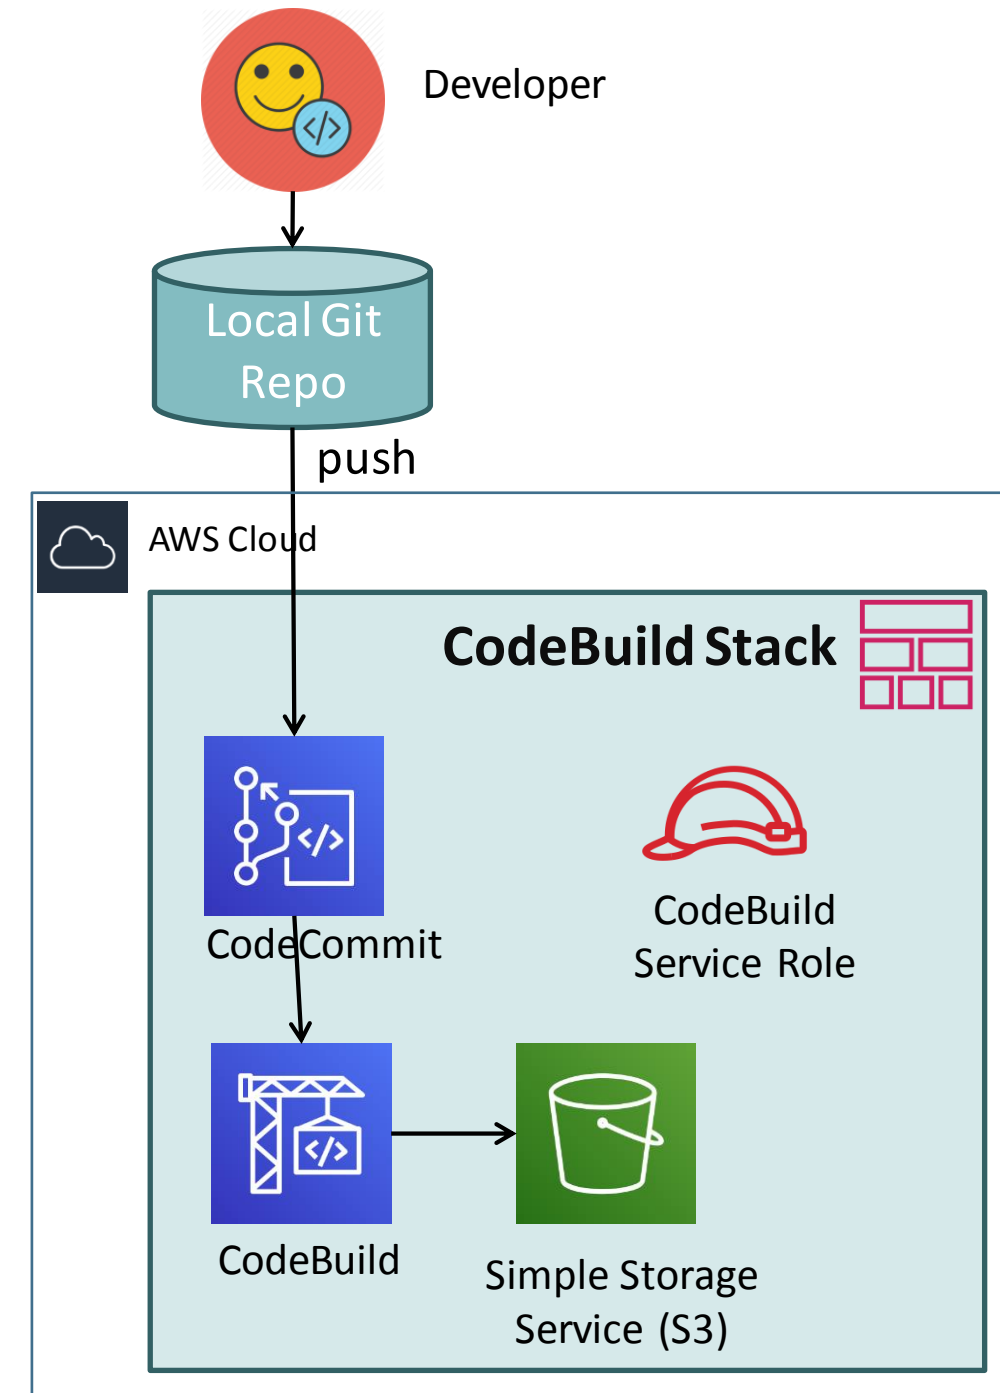 Developer
Local Git
Repo
push
AWS Cloud
CodeBuild Stack
CodeCommit
CodeBuild
Service Role
CodeBuild
Simple Storage
Service (S3)